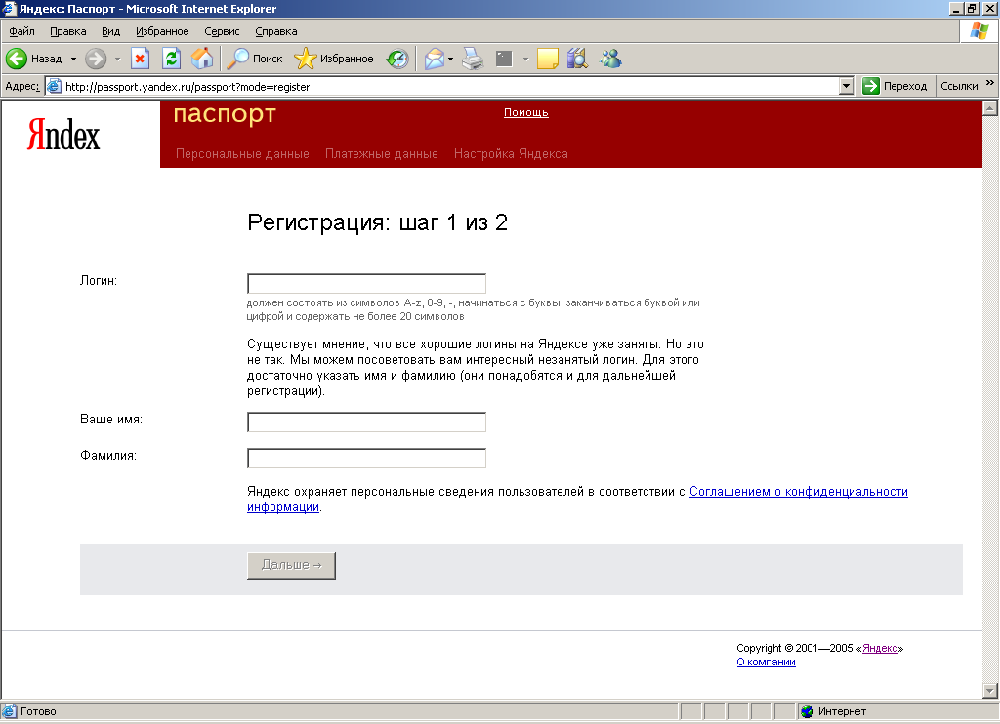 Яндекс: Паспорт - Microsoft Internet Explorer
Файл Правка Вид Избранное Сервис Справка
Назад Поиск Избранное
Адрес: http://passport.yandex.ru/passport?mode=register Переход Ссылки »
Яndex
паспорт Помощь
Персональные данные Платежные данные Настройка Яндекса
Регистрация: шаг 1 из 2
Логин:
должен состоять из символов A-z, 0-9, -, начинаться с буквы, заканчиваться буквой или
цифрой и содержать не более 20 символов
Существует мнение, что все хорошие логины на Яндексе уже заняты. Но это
не так. Мы можем посоветовать вам интересный незанятый логин. Для этого
достаточно указать имя и фамилию (они понадобятся и для дальнейшей
регистрации).
Ваше имя:
Фамилия:
Яндекс охраняет персональные сведения пользователей в соответствии с Соглашением о конфиденциальности
информации.
Дальше →
Copyright © 2001—2005 «Яндекс»
О компании
Готово Интернет